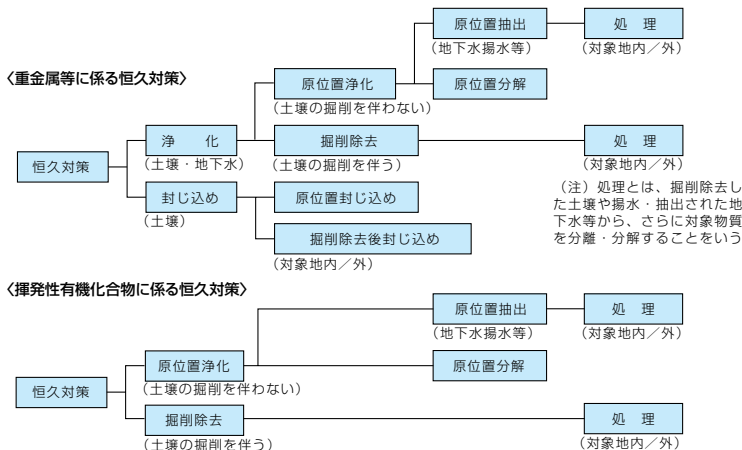 原位置抽出
処　理
(地下水揚水等)
(対象地内／外)
〈重金属等に係る恒久対策〉
原位置浄化
原位置分解
(土壌の掘削を伴わない)
浄　化
掘削除去
処　理
恒久対策
(土壌・地下水)
(土壌の掘削を伴う)
(対象地内／外)
封じ込め
原位置封じ込め
(土壌)
掘削除去後封じ込め
(対象地内／外)
（注）処理とは、掘削除去し
た土壌や揚水・抽出された地
下水等から、さらに対象物質
を分離・分解することをいう
〈揮発性有機化合物に係る恒久対策〉
原位置抽出
処　理
(地下水揚水等)
(対象地内／外)
原位置浄化
原位置分解
(土壌の掘削を伴わない)
恒久対策
掘削除去
処　理
(土壌の掘削を伴う)
(対象地内／外)